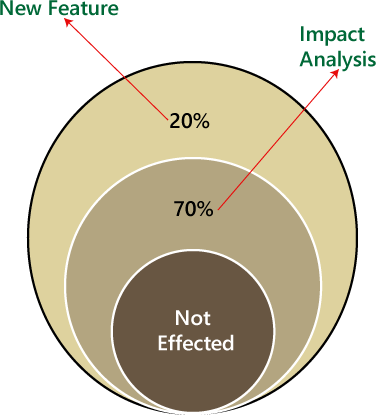 New Feature
Impact
Analysis
20%
70%
Not
Effected